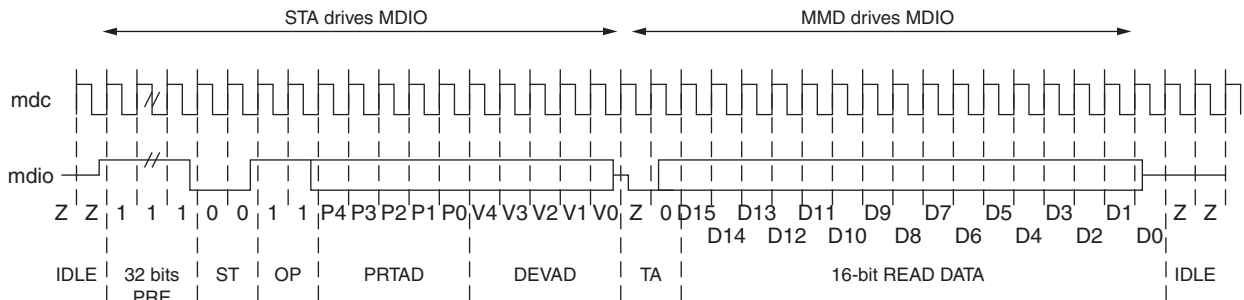 STA drives MDIO MMD drives MDIO
mdc
mdio
Z Z 1 1 1 0 0 1 1 P4 P3 P2 P1 P0 V4 V3 V2 V1 V0 Z 0 D15 D13 D11 D9 D7 D5 D3 D1 Z Z
D14 D12 D10 D8 D6 D4 D2 D0
IDLE 32 bits ST OP PRTAD DEVAD TA 16-bit READ DATA IDLE
PRE